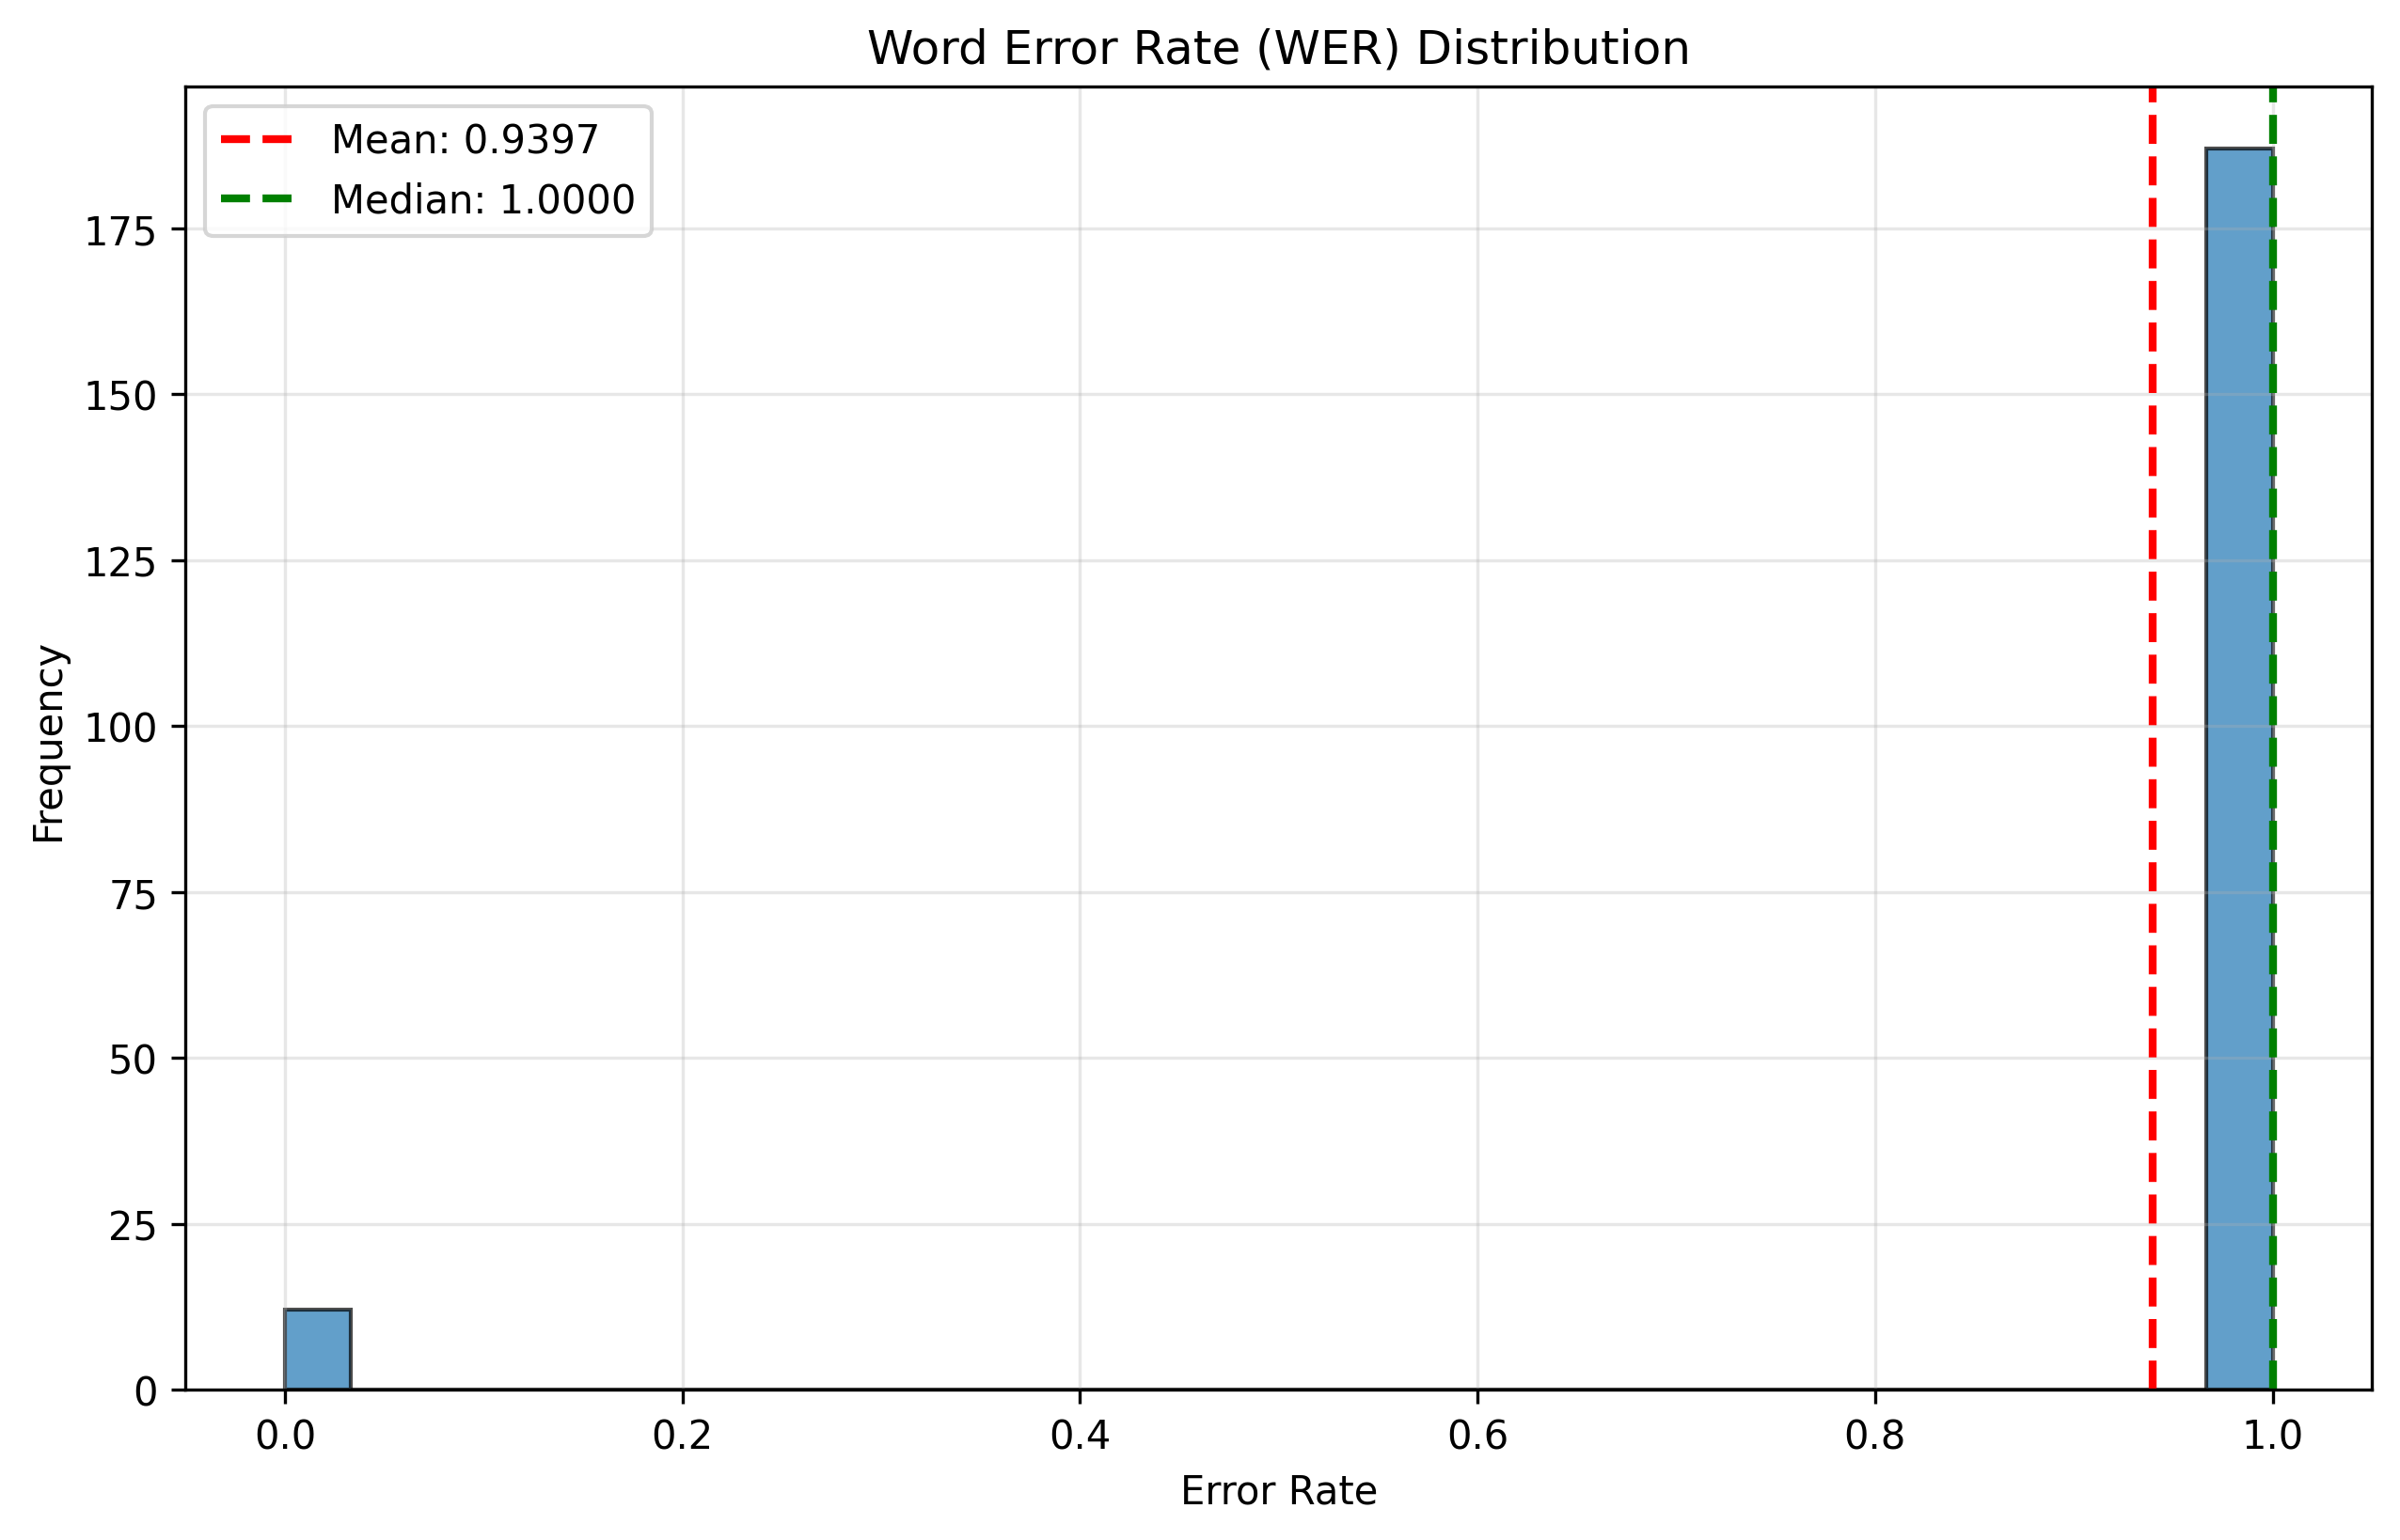 Word Error Rate (WER) Distribution
Mean: 0.9397
Median: 1.0000
175
150
125
100
75
50
25
0
Frequency
0.0 0.2 0.4 0.6 0.8 1.0
Error Rate